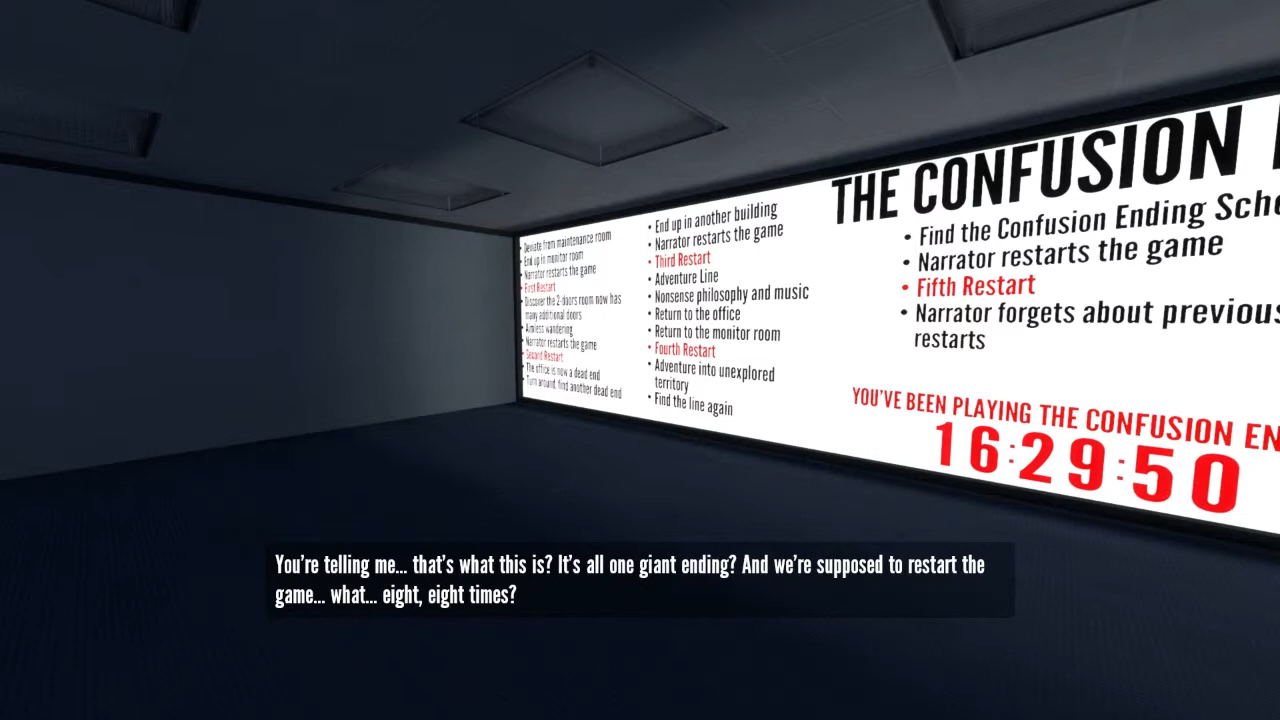 • Deviate from maintenance room
• End up in monitor room
• Narrator restarts the game
• First Restart
• Discover the 2-doors room now has
many additional doors
• Aimless wandering
• Narrator restarts the game
• Second Restart
• The office is now a dead end
• Turn around, find another dead end
• End up in another building
• Narrator restarts the game
• Third Restart
• Adventure Line
• Nonsense philosophy and music
• Return to the office
• Return to the monitor room
• Fourth Restart
• Adventure into unexplored
territory
• Find the line again
THE CONFUSION
• Find the Confusion Ending Sche
• Narrator restarts the game
• Fifth Restart
• Narrator forgets about previous
restarts
YOU'VE BEEN PLAYING THE CONFUSION EN
16:29:50
You're telling me... that's what this is? It's all one giant ending? And we're supposed to restart the
game... what... eight, eight times?